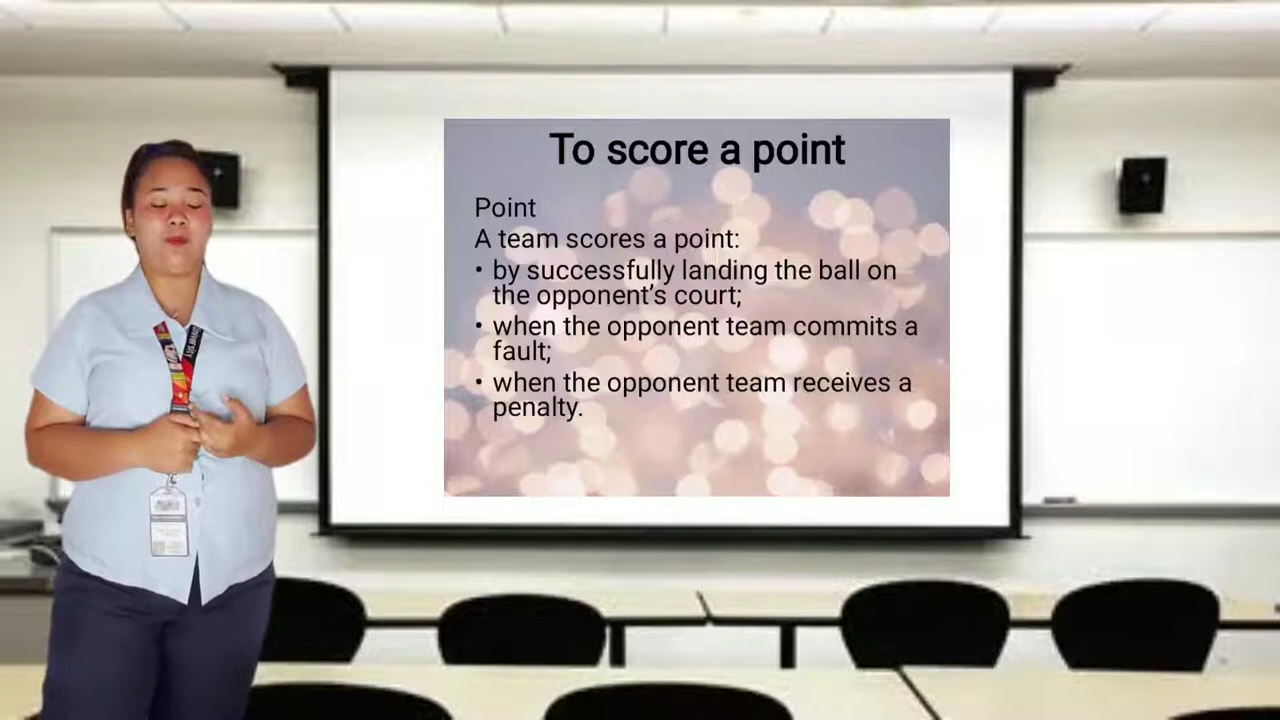 To score a point
Point
A team scores a point:
• by successfully landing the ball on
the opponent's court;
• when the opponent team commits a
fault;
• when the opponent team receives a
penalty.